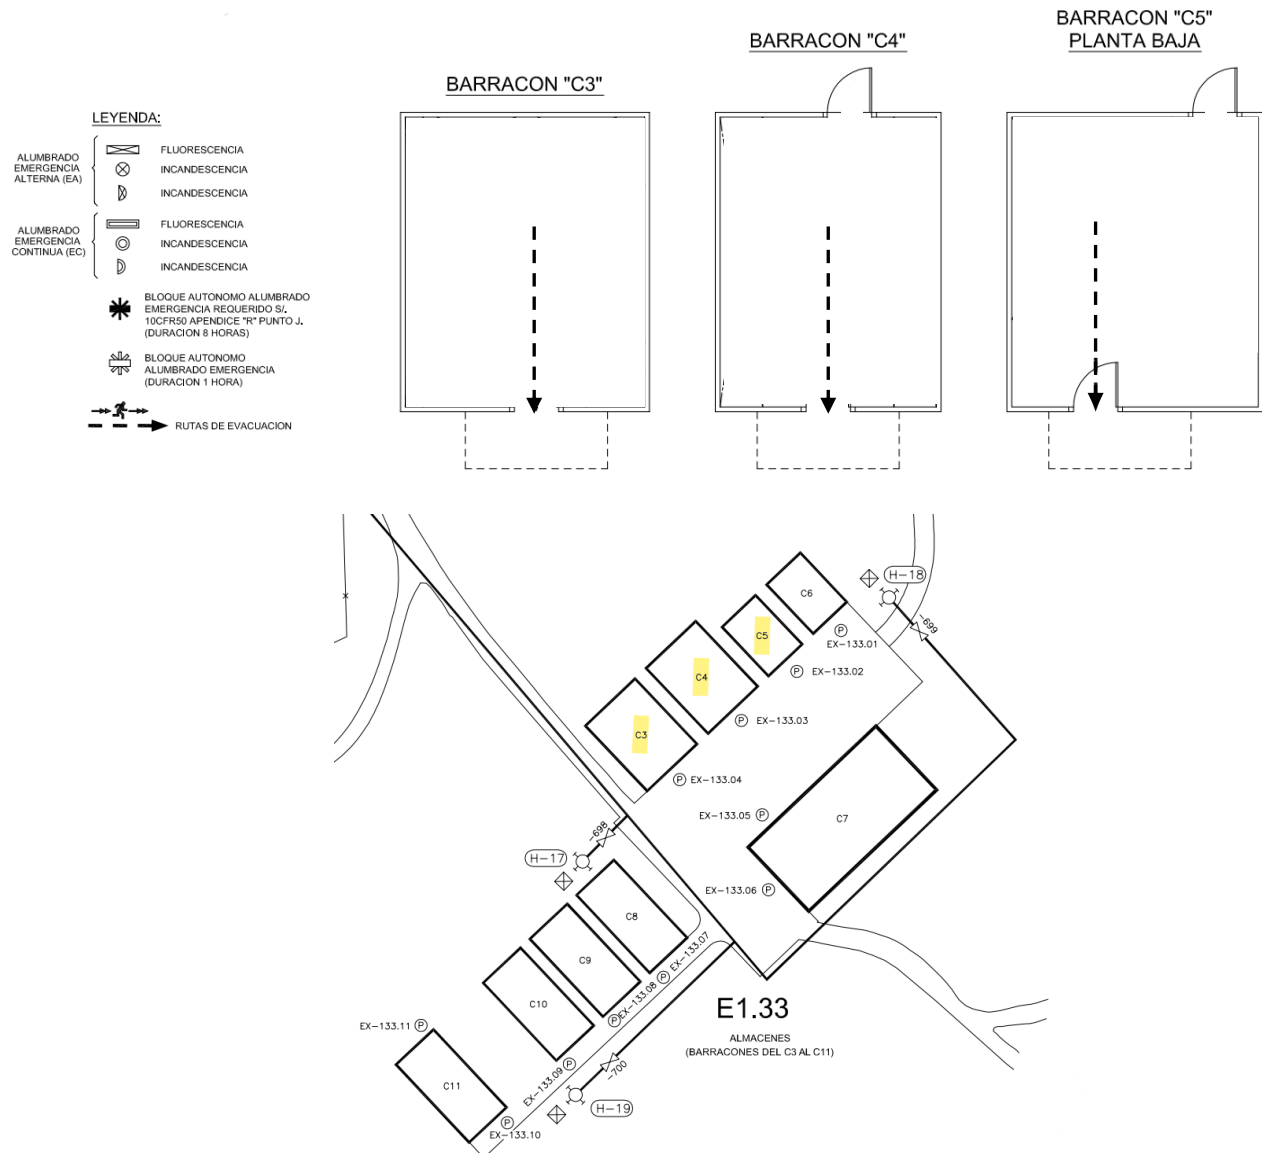 BARRACON "C3"
BARRACON "C4"
BARRACON "C5"
PLANTA BAJA
LEYENDA:
ALUMBRADO
EMERGENCIA
ALTERNA (EA)
FLUORESCENCIA
INCANDESCENCIA
INCANDESCENCIA
ALUMBRADO
EMERGENCIA
CONTINUA (EC)
FLUORESCENCIA
INCANDESCENCIA
INCANDESCENCIA
BLOQUE AUTONOMO ALUMBRADO
EMERGENCIA REQUERIDO S/.
10CFR50 APENDICE "R" PUNTO J.
(DURACION 8 HORAS)
BLOQUE AUTONOMO
ALUMBRADO EMERGENCIA
(DURACION 1 HORA)
RUTAS DE EVACUACION
H-18
-699
C6
P
EX-133.01
C5
P
EX-133.02
C4
P
EX-133.03
C3
P
EX-133.04
EX-133.05 P
C7
EX-133.06 P
-698
H-17
C8
P
EX-133.07
C9
P
EX-133.08
C10
P
EX-133.09
EX-133.11 P
C11
P
EX-133.10
-700
H-19
E1.33
ALMACENES
(BARRACONES DEL C3 AL C11)